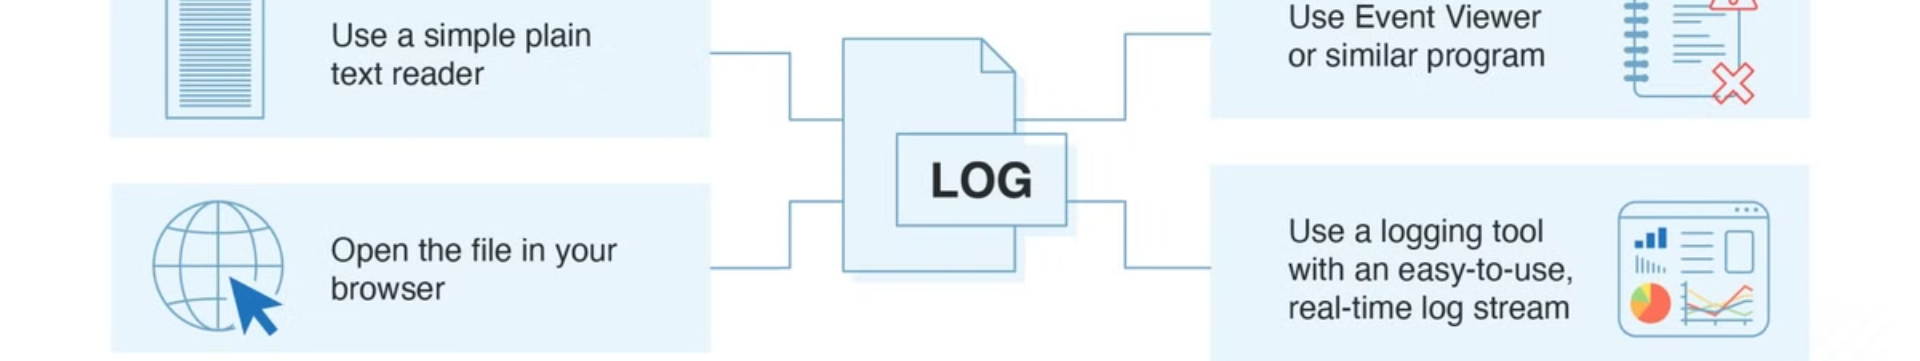 Use a simple plain
text reader
Open the file in your
browser
LOG
Use Event Viewer
or similar program
Use a logging tool
with an easy-to-use,
real-time log stream